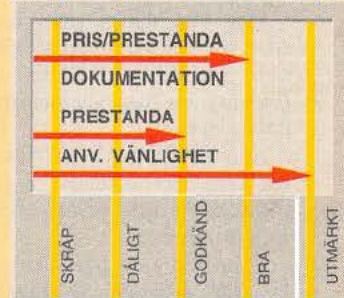 PRIS/PRESTANDA
DOKUMENTATION
PRESTANDA
ANV. VÄNLIGHET
SKRÄP
DÅLIGT
GODKÄND
BRA
UTMÄRKT